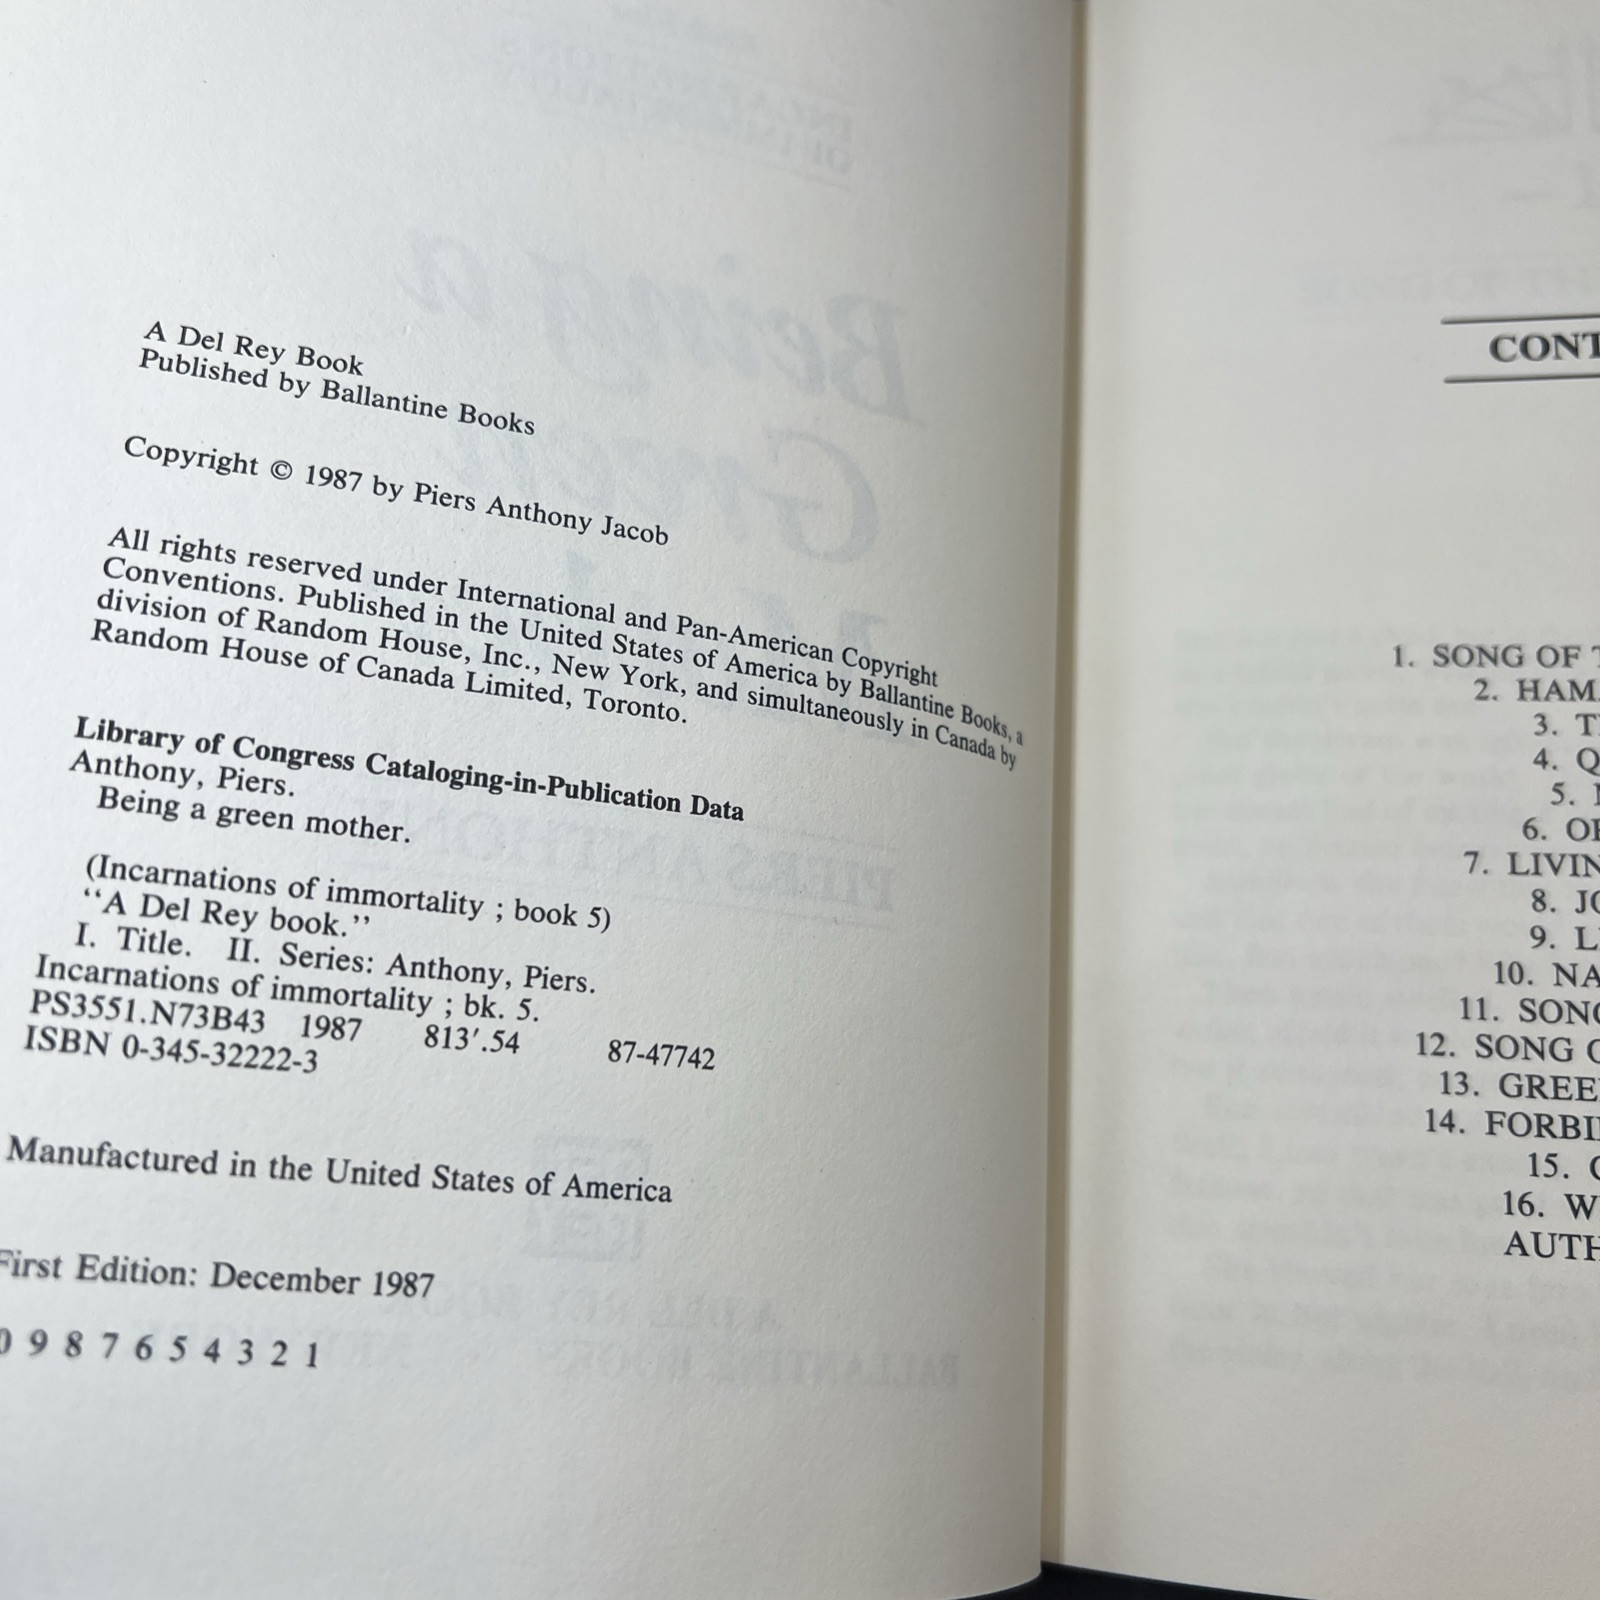 A Del Rey Book
Published by Ballantine Books
Copyright © 1987 by Piers Anthony Jacob
All rights reserved under International and Pan-American Copyright
Conventions. Published in the United States of America by Ballantine Books, a
division of Random House, Inc., New York, and simultaneously in Canada by
Random House of Canada Limited, Toronto.
Library of Congress Cataloging-in-Publication Data
Anthony, Piers.
Being a green mother.
(Incarnations of immortality ; book 5)
“A Del Rey book.”
I. Title. II. Series: Anthony, Piers.
Incarnations of immortality ; bk. 5.
PS3551.N73B43 1987 813′.54 87-47742
ISBN 0-345-32222-3
Manufactured in the United States of America
First Edition: December 1987
0 9 8 7 6 5 4 3 2 1
CONT
1. SONG OF T
2. HAM
3. T
4. Q
5.
6. OR
7. LIVIN
8. JO
9. L
10. NA
11. SONG
12. SONG O
13. GREE
14. FORBI
15.
16. W
AUTH